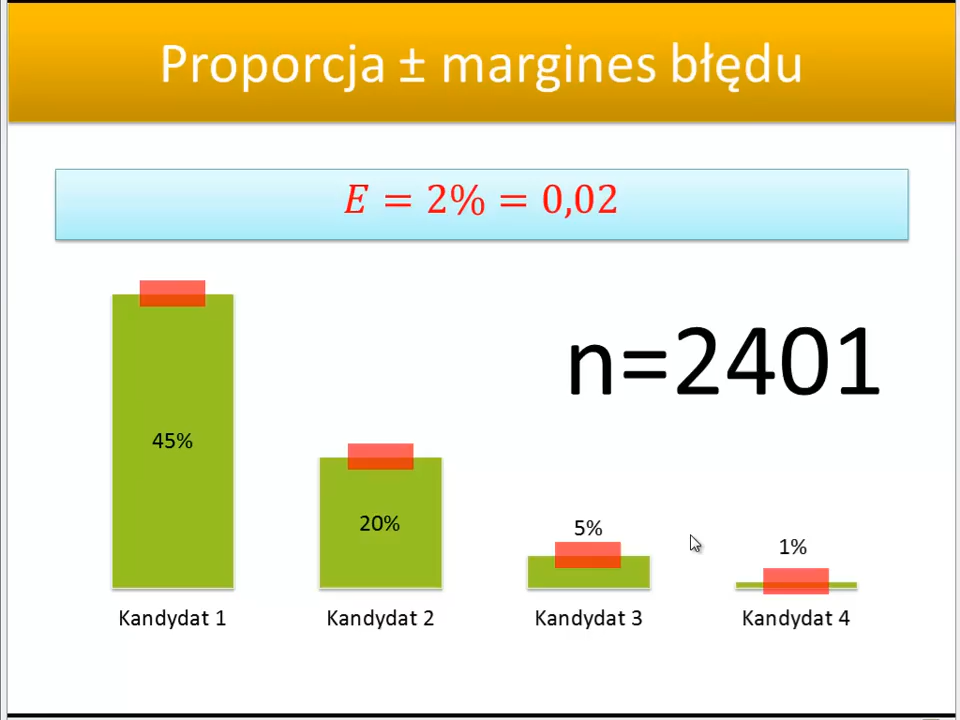 Proporcja ± margines błędu
E = 2% = 0,02
n=2401
45%
20%
5%
1%
Kandydat 1
Kandydat 2
Kandydat 3
Kandydat 4